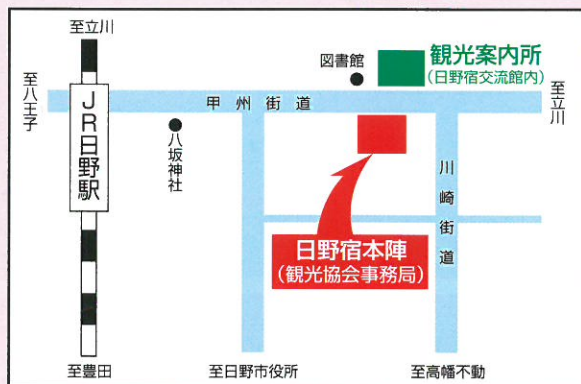 至立川
観光案内所
(日野宿交流館内)
図書館
至八王子
至立川
JR日野駅
甲州街道
八坂神社
川崎街道
日野宿本陣
(観光協会事務局)
至豊田
至日野市役所
至高幡不動